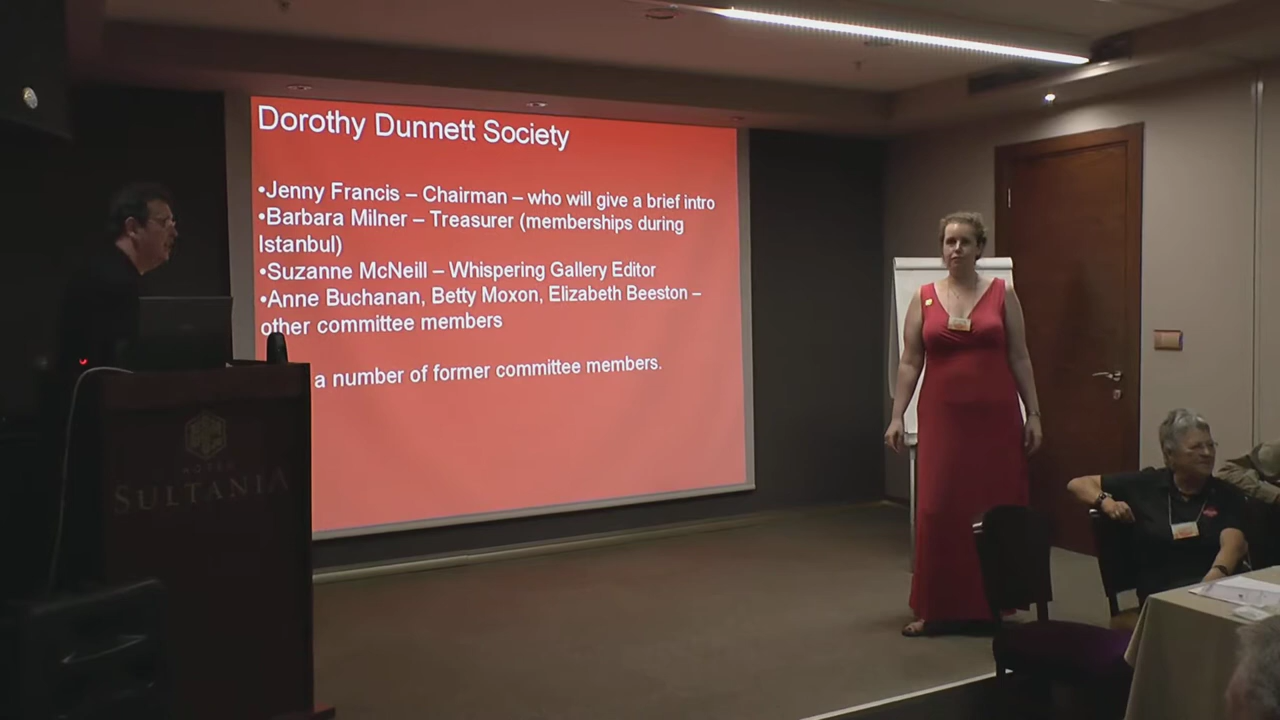 Dorothy Dunnett Society
•Jenny Francis – Chairman – who will give a brief intro
•Barbara Milner – Treasurer (memberships during
Istanbul)
•Suzanne McNeill – Whispering Gallery Editor
•Anne Buchanan, Betty Moxon, Elizabeth Beeston –
other committee members
a number of former committee members.
HOTEL
SULTANIA